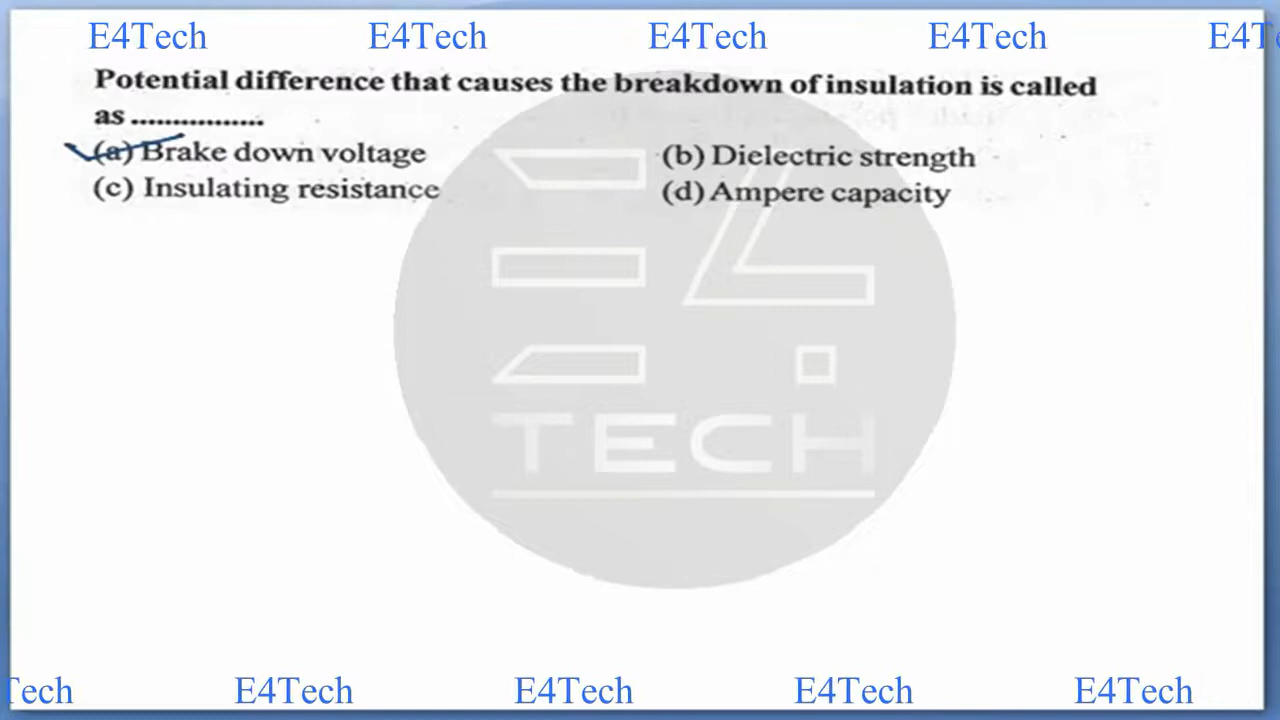 E4Tech E4Tech E4Tech E4Tech E4T
Potential difference that causes the breakdown of insulation is called
as ................
(a) Brake down voltage (b) Dielectric strength
(c) Insulating resistance (d) Ampere capacity
TECH
Tech E4Tech E4Tech E4Tech E4Tech